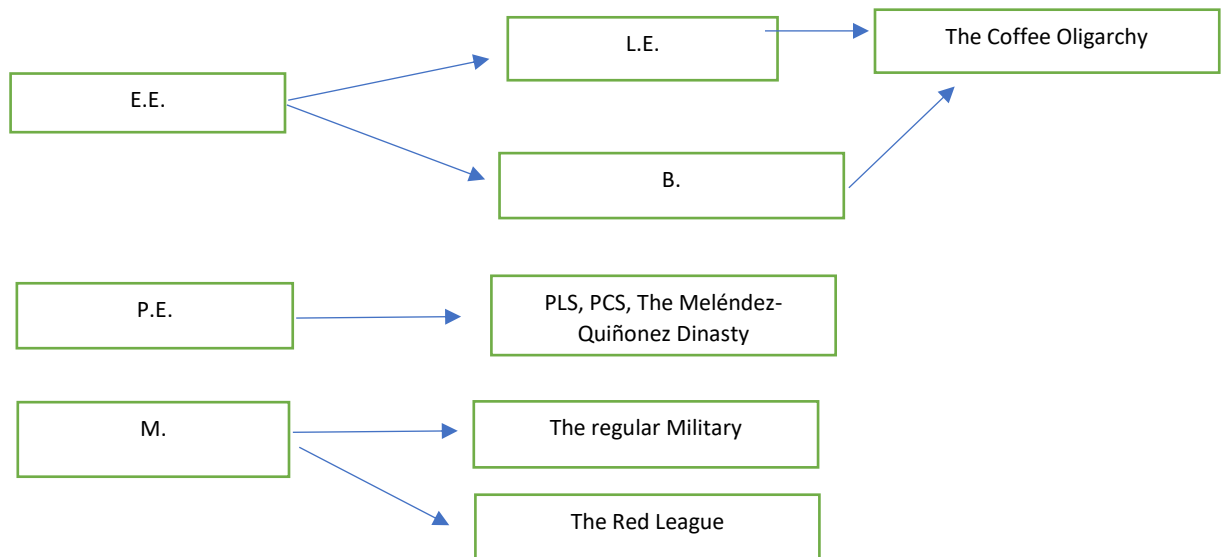 L.E.
The Coffee Oligarchy
E.E.
B.
P.E.
PLS, PCS, The Meléndez-
Quiñonez Dinasty
M.
The regular Military
The Red League